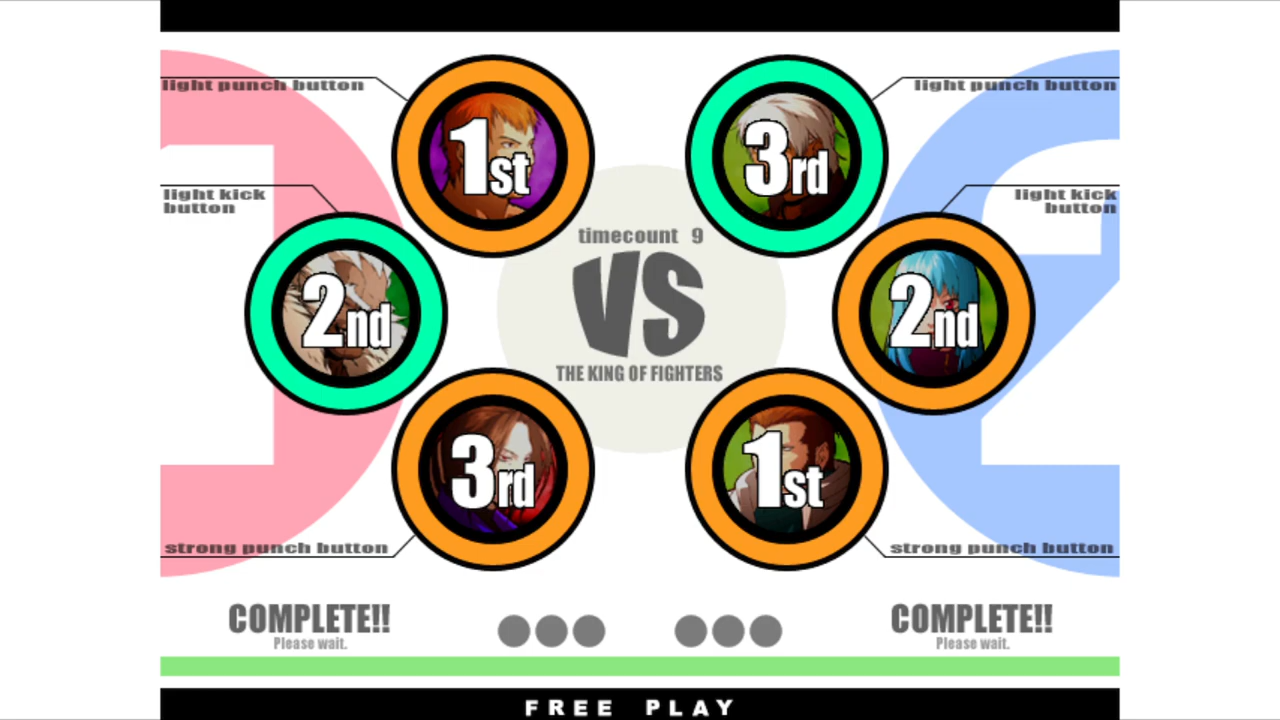 light punch button
light punch button
1st
3rd
light kick
button
light kick
button
timecount 9
VS
2nd
2nd
THE KING OF FIGHTERS
1
2
3rd
1st
strong punch button
strong punch button
COMPLETE!!
Please wait.
COMPLETE!!
Please wait.
FREE PLAY